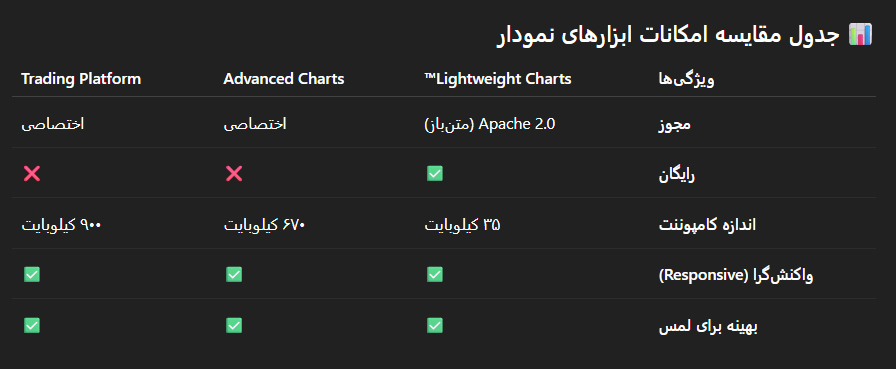 📊 جدول مقایسه امکانات ابزارهای نمودار
ویژگی‌ها Lightweight Charts™ Advanced Charts Trading Platform
مجوز Apache 2.0 (متن‌باز) اختصاصی اختصاصی
رایگان ✅ ❌ ❌
اندازه کامپوننت ۳۵ کیلوبایت ۶۷۰ کیلوبایت ۹۰۰ کیلوبایت
واکنش‌گرا (Responsive) ✅ ✅ ✅
بهینه برای لمس ✅ ✅ ✅